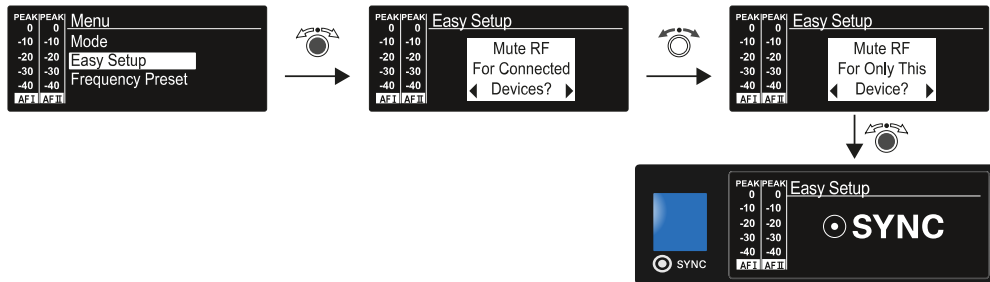 PEAK PEAK Menu
0 0
-10 -10 Mode
-20 -20 Easy Setup
-30 -30 Frequency Preset
-40 -40
AF I AF II
PEAK PEAK Easy Setup
0 0
-10 -10 Mute RF
-20 -20 For Connected
-30 -30 Devices?
-40 -40
AF I AF II
PEAK PEAK Easy Setup
0 0
-10 -10 Mute RF
-20 -20 For Only This
-30 -30 Device?
-40 -40
AF I AF II
PEAK PEAK Easy Setup
0 0
-10 -10
-20 -20 SYNC
-30 -30
-40 -40
AF I AF II
SYNC